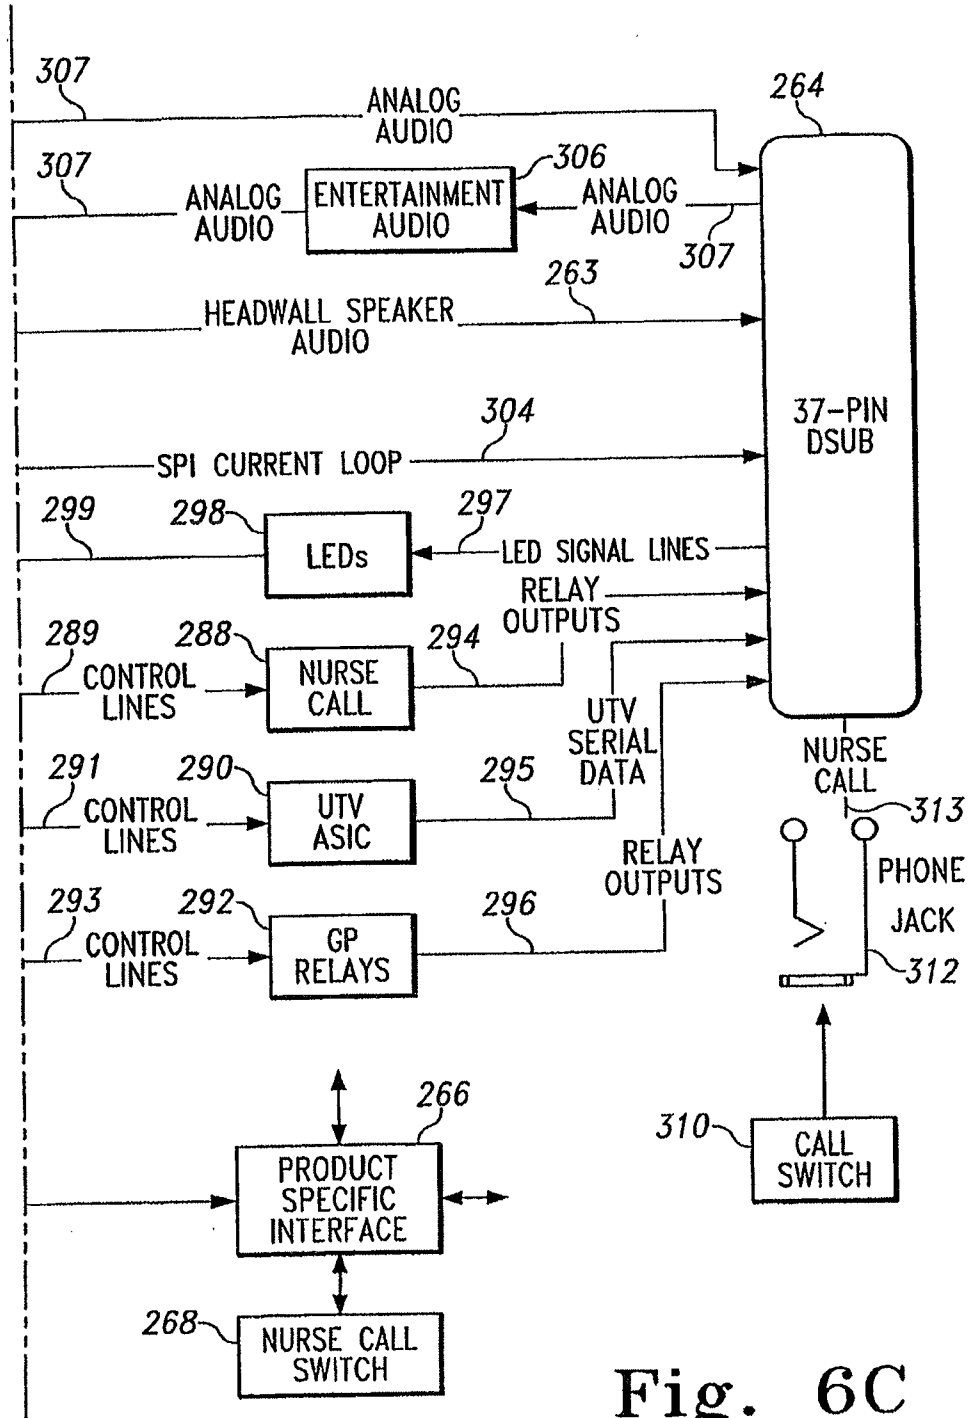 307
ANALOG
AUDIO
264
307
ANALOG
AUDIO
ENTERTAINMENT
AUDIO
306
ANALOG
AUDIO
307
263
HEADWALL SPEAKER
AUDIO
37-PIN
DSUB
304
SPI CURRENT LOOP
299
298
LEDs
297
LED SIGNAL LINES
RELAY
OUTPUTS
289
CONTROL
LINES
288
NURSE
CALL
294
UTV
SERIAL
DATA
291
CONTROL
LINES
290
UTV
ASIC
295
NURSE
CALL
313
RELAY
OUTPUTS
PHONE
JACK
312
293
CONTROL
LINES
292
GP
RELAYS
296
266
PRODUCT
SPECIFIC
INTERFACE
310
CALL
SWITCH
268
NURSE CALL
SWITCH
Fig. 6C